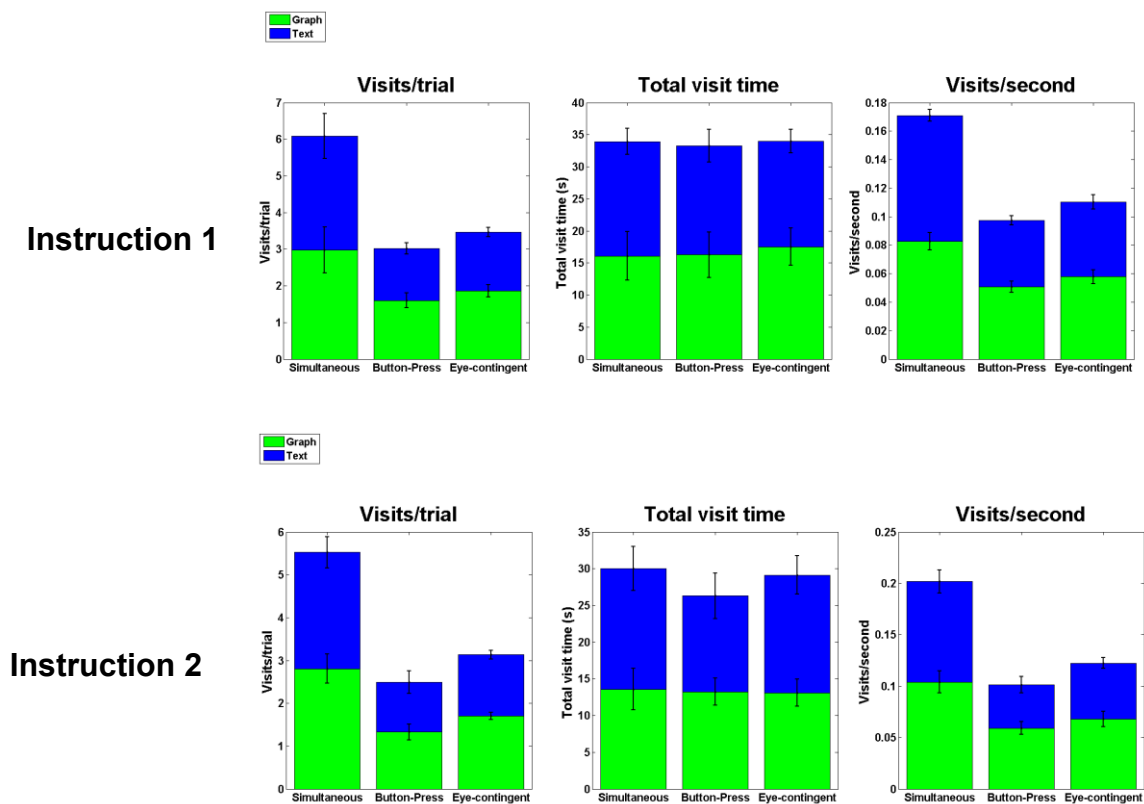 Graph
Text
Instruction 1
Visits/trial
Visits/trial
7
6
5
4
3
2
1
0
Simultaneous Button-Press Eye-contingent
Total visit time
Total visit time (s)
40
35
30
25
20
15
10
5
0
Simultaneous Button-Press Eye-contingent
Visits/second
Visits/second
0.18
0.16
0.14
0.12
0.1
0.08
0.06
0.04
0.02
0
Simultaneous Button-Press Eye-contingent
Graph
Text
Instruction 2
Visits/trial
Visits/trial
6
5
4
3
2
1
0
Simultaneous Button-Press Eye-contingent
Total visit time
Total visit time (s)
35
30
25
20
15
10
5
0
Simultaneous Button-Press Eye-contingent
Visits/second
Visits/second
0.25
0.2
0.15
0.1
0.05
0
Simultaneous Button-Press Eye-contingent